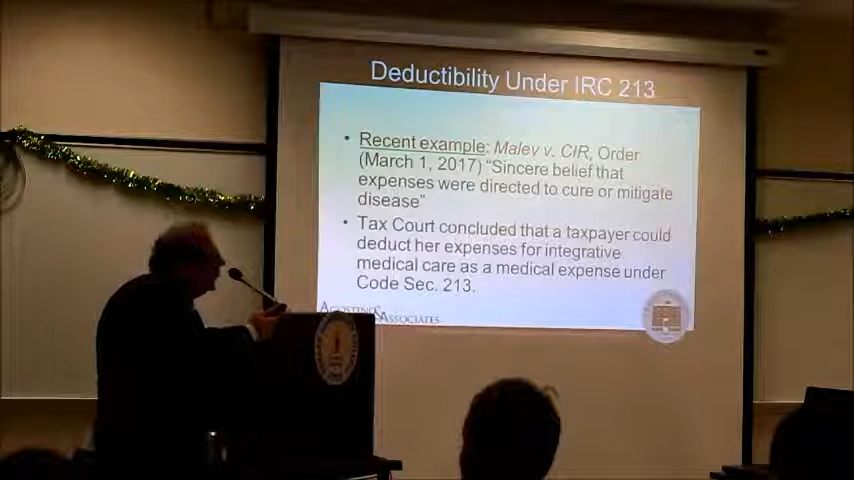 Deductibility Under IRC 213
• Recent example: Malev v. CIR, Order
(March 1, 2017) “Sincere belief that
expenses were directed to cure or mitigate
disease”
• Tax Court concluded that a taxpayer could
deduct her expenses for integrative
medical care as a medical expense under
Code Sec. 213.
AGOSTINO & ASSOCIATES